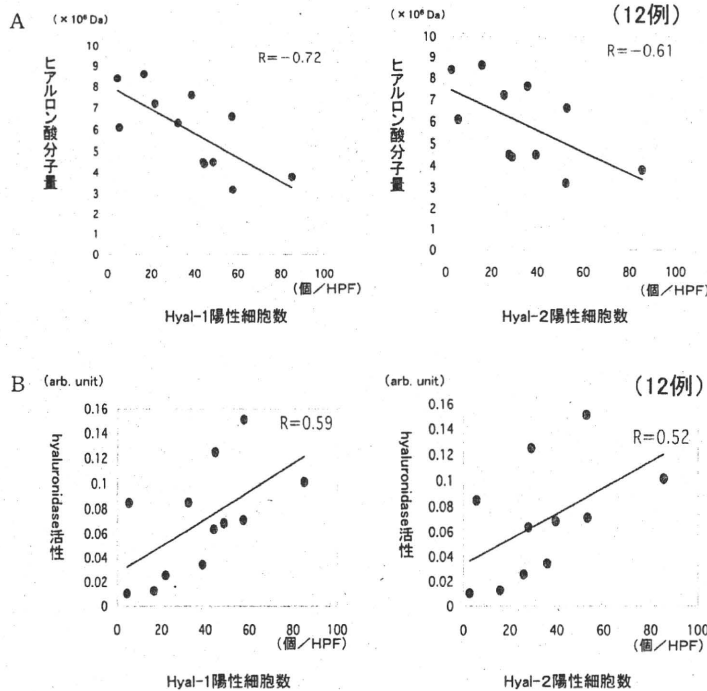 A
(× 10⁶ Da)
(× 10⁶ Da)
(12例)
R=−0.72
R=−0.61
ヒアルロン酸分子量
10
9
8
7
6
5
4
3
2
1
0
0 20 40 60 80 100
(個/HPF)
Hyal-1陽性細胞数
ヒアルロン酸分子量
10
9
8
7
6
5
4
3
2
1
0
0 20 40 60 80 100
(個/HPF)
Hyal-2陽性細胞数
B
(arb. unit)
(arb. unit)
(12例)
R=0.59
R=0.52
hyaluronidase活性
0.16
0.14
0.12
0.1
0.08
0.06
0.04
0.02
0
0 20 40 60 80 100
(個/HPF)
Hyal-1陽性細胞数
hyaluronidase活性
0.16
0.14
0.12
0.1
0.08
0.06
0.04
0.02
0
0 20 40 60 80 100
(個/HPF)
Hyal-2陽性細胞数